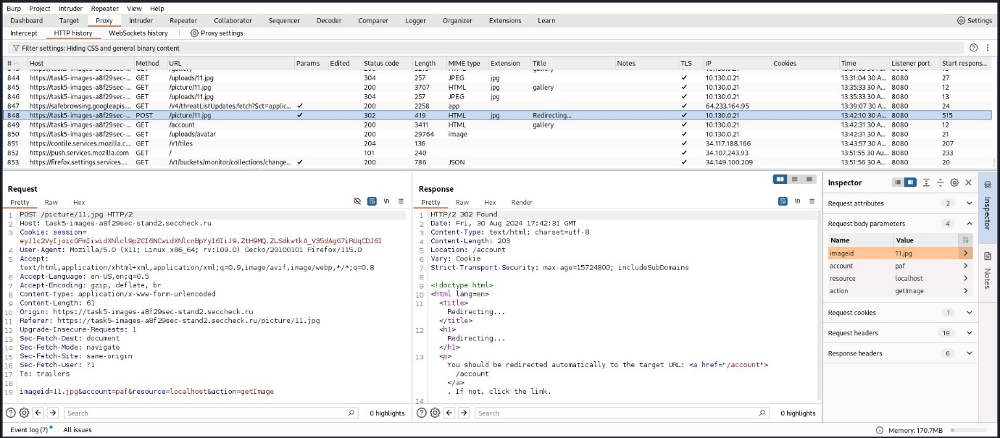 Burp Project Intruder Repeater View Help
Dashboard Target Proxy Intruder Repeater Collaborator Sequencer Decoder Comparer Logger Organizer Extensions Learn Settings
Intercept HTTP history WebSockets history Proxy settings
Filter settings: Hiding CSS and general binary content
# Host Method URL Params Edited Status code Length MIME type Extension Title Notes TLS IP Cookies Time Listener port Start respons...
844 https://task5-images-a8f29sec-... GET /uploads/11.jpg 304 257 JPEG jpg ✓ 10.130.0.21 13:31:04 30 A... 8080 27
845 https://task5-images-a8f29sec-... GET /picture/11.jpg 200 3707 HTML jpg gallery ✓ 10.130.0.21 13:35:33 30 A... 8080 12
846 https://task5-images-a8f29sec-... GET /uploads/11.jpg 304 257 JPEG jpg ✓ 10.130.0.21 13:35:33 30 A... 8080 13
847 https://safebrowsing.googleapis.... GET /v4/threatListUpdates:fetch?$ct=applic... ✓ 200 2258 app ✓ 64.233.164.95 13:39:07 30 A... 8080 24
848 https://task5-images-a8f29sec-... POST /picture/11.jpg ✓ 302 419 HTML jpg Redirecting... ✓ 10.130.0.21 13:42:10 30 A... 8080 515
849 https://task5-images-a8f29sec-... GET /account 200 3411 HTML gallery ✓ 10.130.0.21 13:42:31 30 A... 8080 12
850 https://task5-images-a8f29sec-... GET /uploads/avatar 200 29764 image ✓ 10.130.0.21 13:42:31 30 A... 8080 21
851 https://contile.services.mozilla.c... GET /v1/tiles 204 136 ✓ 34.117.188.166 13:43:57 30 A... 8080 207
852 https://push.services.mozilla.com GET / 101 240 ✓ 34.107.243.93 13:51:55 30 Au... 8080 233
853 https://firefox.settings.services.... GET /v1/buckets/monitor/collections/change... ✓ 200 786 JSON ✓ 34.149.100.209 13:51:56 30 A... 8080 20
Request
Pretty Raw Hex \n
1 POST /picture/11.jpg HTTP/2
2 Host: task5-images-a8f29sec-stand2.seccheck.ru
3 Cookie: session=
eyJ1c2VyIjoicGFmIiwidXNlcl9pZCI6NCwidXNlcnBpYyI6IiJ9.ZtH9MQ.ZLSdkwtkA_V35dAgG7iRUqCDJ6I
4 User-Agent: Mozilla/5.0 (X11; Linux x86_64; rv:109.0) Gecko/20100101 Firefox/115.0
5 Accept:
text/html,application/xhtml+xml,application/xml;q=0.9,image/avif,image/webp,*/*;q=0.8
6 Accept-Language: en-US,en;q=0.5
7 Accept-Encoding: gzip, deflate, br
8 Content-Type: application/x-www-form-urlencoded
9 Content-Length: 61
10 Origin: https://task5-images-a8f29sec-stand2.seccheck.ru
11 Referer: https://task5-images-a8f29sec-stand2.seccheck.ru/picture/11.jpg
12 Upgrade-Insecure-Requests: 1
13 Sec-Fetch-Dest: document
14 Sec-Fetch-Mode: navigate
15 Sec-Fetch-Site: same-origin
16 Sec-Fetch-User: ?1
17 Te: trailers
18
19 imageid=11.jpg&account=paf&resource=localhost&action=getImage
Search 0 highlights
Response
Pretty Raw Hex Render \n
1 HTTP/2 302 Found
2 Date: Fri, 30 Aug 2024 17:42:31 GMT
3 Content-Type: text/html; charset=utf-8
4 Content-Length: 203
5 Location: /account
6 Vary: Cookie
7 Strict-Transport-Security: max-age=15724800; includeSubDomains
8
9 <!doctype html>
10 <html lang=en>
11 <title>
Redirecting...
</title>
12 <h1>
Redirecting...
</h1>
13 <p>
You should be redirected automatically to the target URL: <a href="/account">
/account
</a>
. If not, click the link.
14
Search 0 highlights
Inspector
Request attributes 2
Request body parameters 4
Name Value
imageid 11.jpg
account paf
resource localhost
action getImage
Request cookies 1
Request headers 19
Response headers 6
Inspector
Notes
Event log (7) All issues Memory: 170.7MB